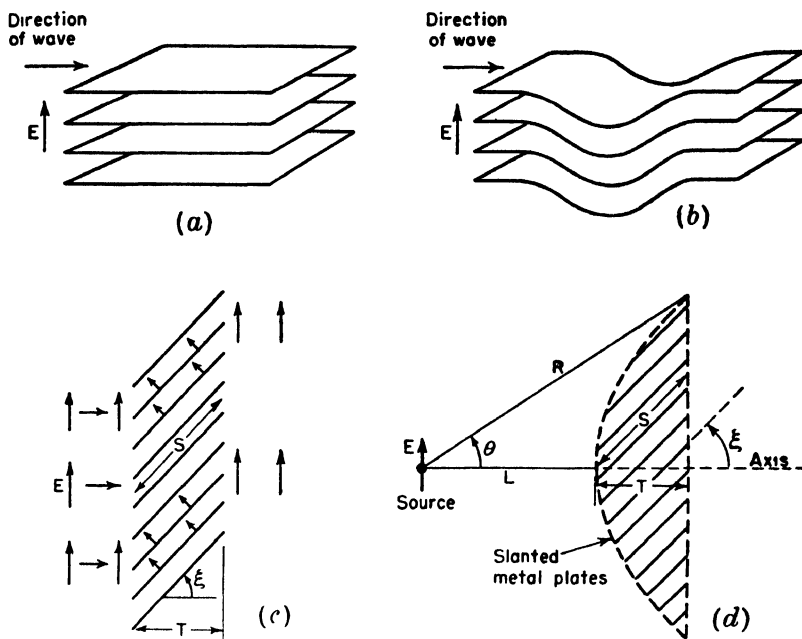 Direction
of wave
E
(a)
Direction
of wave
E
(b)
E
S
ξ
T
(c)
R
E
θ
L
Source
S
T
ξ
Axis
Slanted
metal plates
(d)